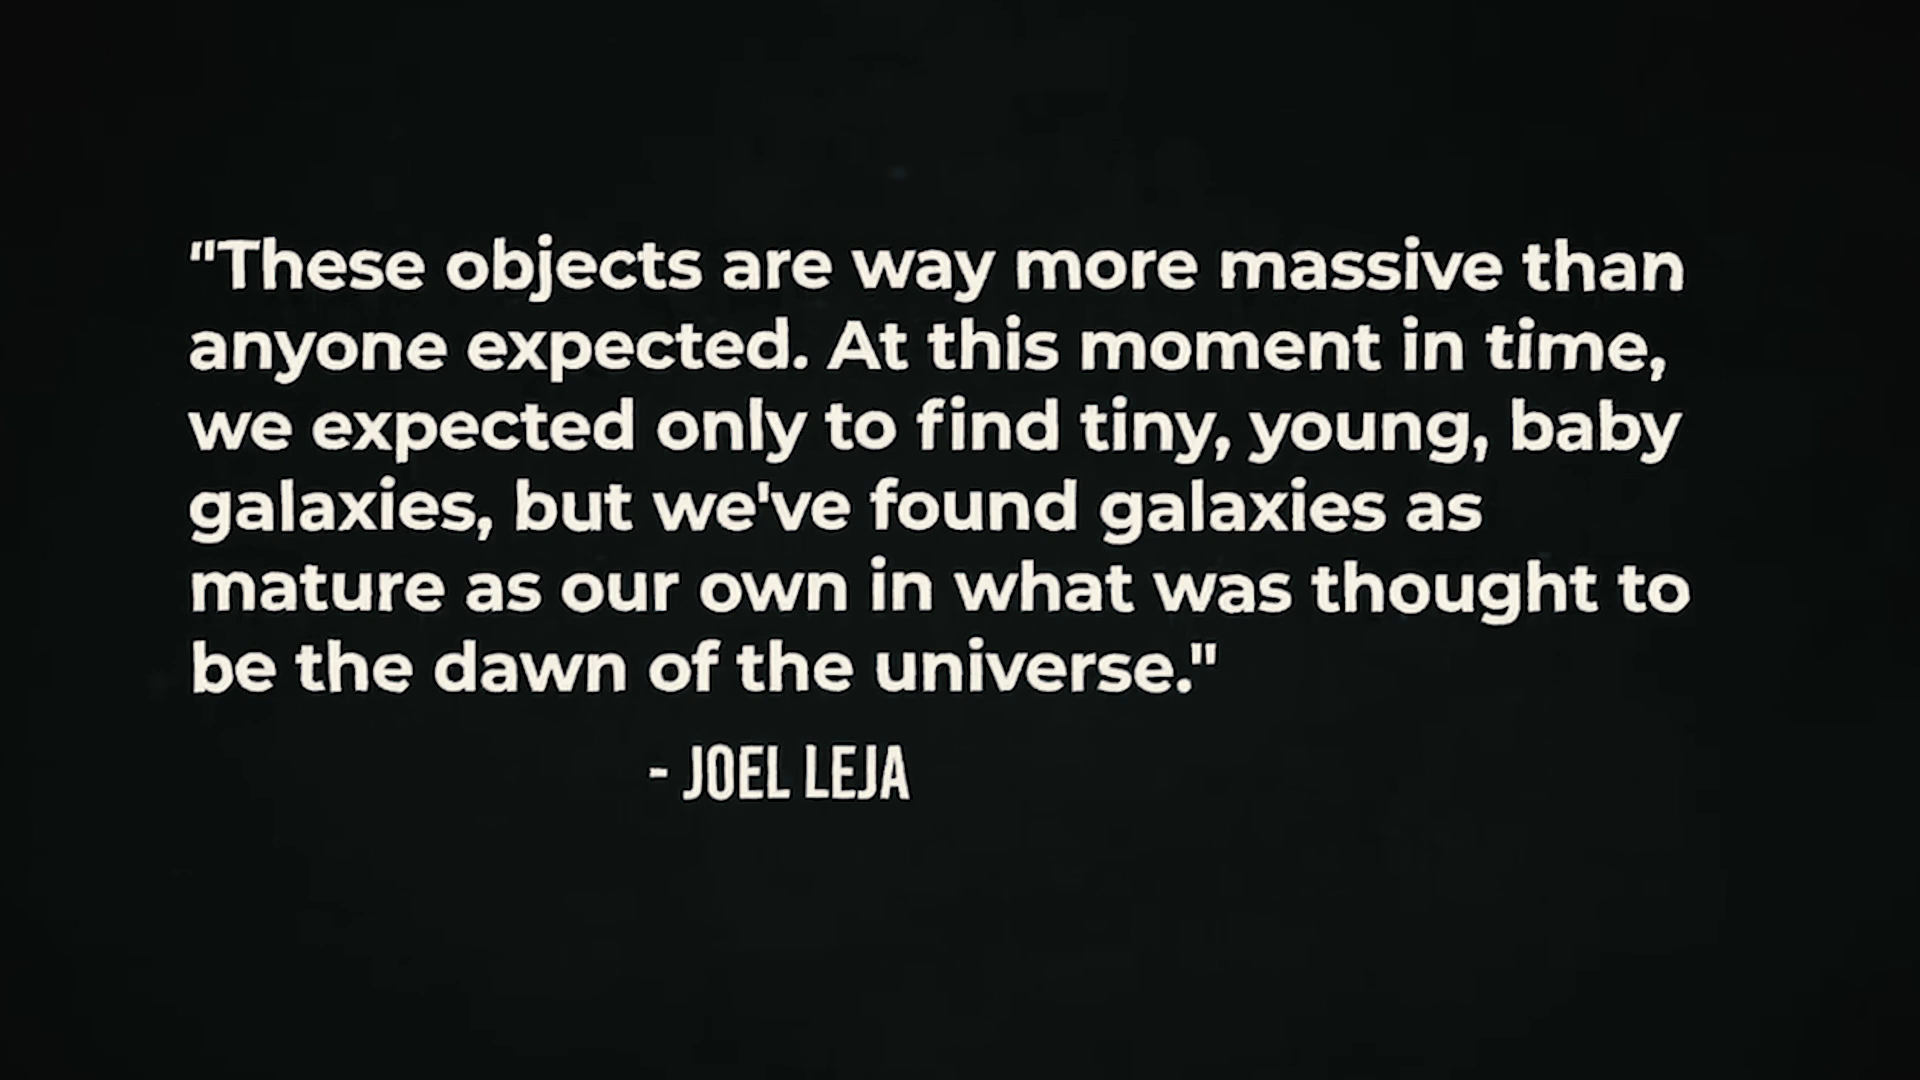 "These objects are way more massive than
anyone expected. At this moment in time,
we expected only to find tiny, young, baby
galaxies, but we've found galaxies as
mature as our own in what was thought to
be the dawn of the universe."
- JOEL LEJA